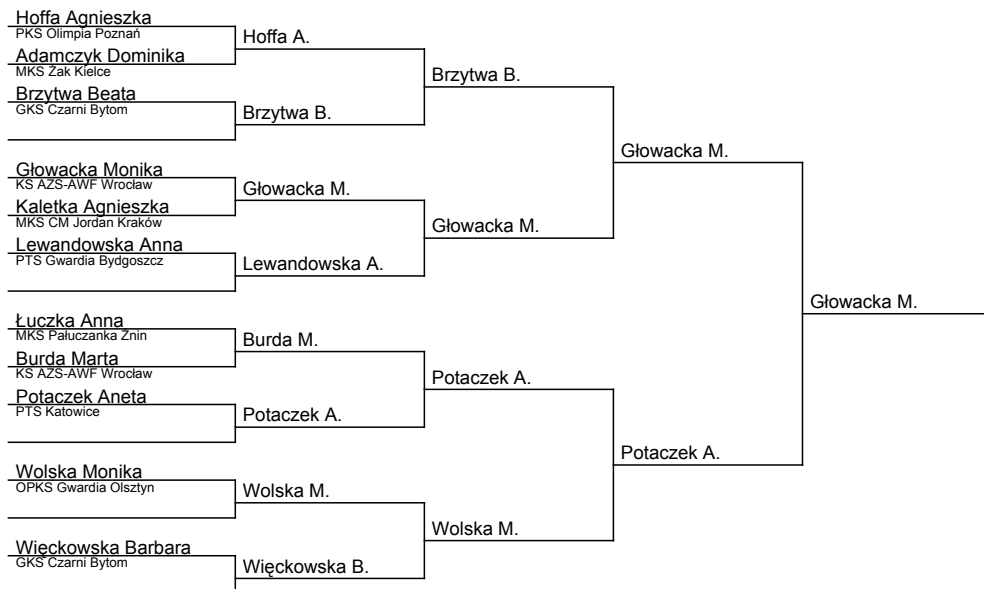 Hoffa Agnieszka
PKS Olimpia Poznań
Adamczyk Dominika
MKS Żak Kielce
Brzytwa Beata
GKS Czarni Bytom
Głowacka Monika
KS AZS-AWF Wrocław
Kaletka Agnieszka
MKS CM Jordan Kraków
Lewandowska Anna
PTS Gwardia Bydgoszcz
Łuczka Anna
MKS Pałuczanka Żnin
Burda Marta
KS AZS-AWF Wrocław
Potaczek Aneta
PTS Katowice
Wolska Monika
OPKS Gwardia Olsztyn
Więckowska Barbara
GKS Czarni Bytom
Hoffa A.
Brzytwa B.
Głowacka M.
Lewandowska A.
Burda M.
Potaczek A.
Wolska M.
Więckowska B.
Brzytwa B.
Głowacka M.
Potaczek A.
Wolska M.
Głowacka M.
Potaczek A.
Głowacka M.